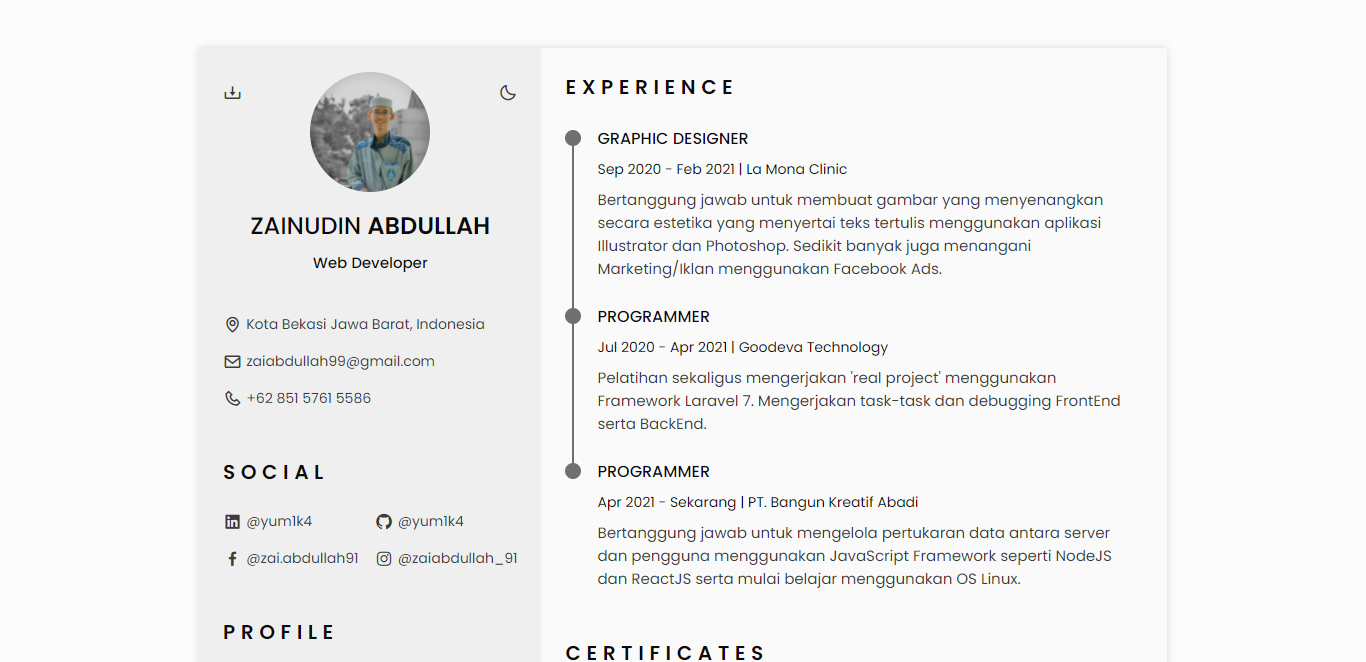 ZAINUDIN ABDULLAH
Web Developer
Kota Bekasi Jawa Barat, Indonesia
zaiabdullah99@gmail.com
+62 851 5761 5586
SOCIAL
@yum1k4
@yum1k4
@zai.abdullah91
@zaiabdullah_91
PROFILE
EXPERIENCE
GRAPHIC DESIGNER
Sep 2020 - Feb 2021 | La Mona Clinic
Bertanggung jawab untuk membuat gambar yang menyenangkan
secara estetika yang menyertai teks tertulis menggunakan aplikasi
Illustrator dan Photoshop. Sedikit banyak juga menangani
Marketing/Iklan menggunakan Facebook Ads.
PROGRAMMER
Jul 2020 - Apr 2021 | Goodeva Technology
Pelatihan sekaligus mengerjakan 'real project' menggunakan
Framework Laravel 7. Mengerjakan task-task dan debugging FrontEnd
serta BackEnd.
PROGRAMMER
Apr 2021 - Sekarang | PT. Bangun Kreatif Abadi
Bertanggung jawab untuk mengelola pertukaran data antara server
dan pengguna menggunakan JavaScript Framework seperti NodeJS
dan ReactJS serta mulai belajar menggunakan OS Linux.
CERTIFICATES